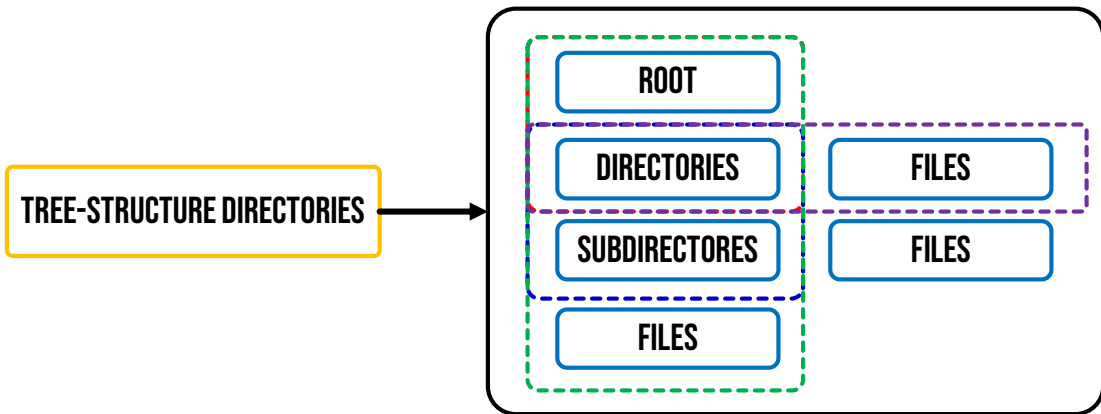 ROOT
DIRECTORIES
FILES
TREE-STRUCTURE DIRECTORIES
SUBDIRECTORES
FILES
FILES